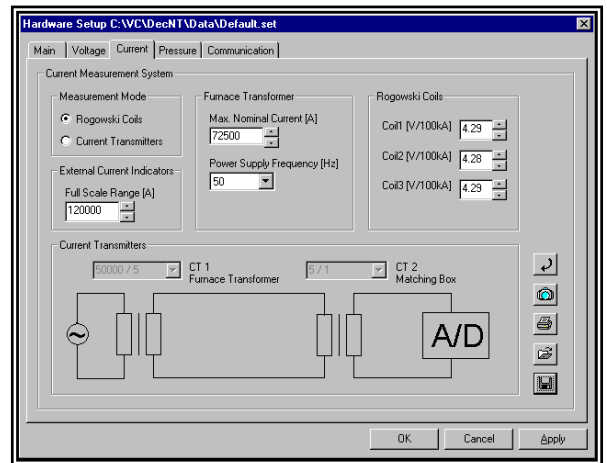 Hardware Setup C:\VC\DecNT\Data\Default.set
Main Voltage Current Pressure Communication
Current Measurement System
Measurement Mode
Rogowski Coils
Current Transmitters
External Current Indicators
Full Scale Range [A]
120000
Furnace Transformer
Max. Nominal Current [A]
72500
Power Supply Frequency [Hz]
50
Rogowski Coils
Coil1 [V/100kA] 4.29
Coil2 [V/100kA] 4.28
Coil3 [V/100kA] 4.29
Current Transmitters
50000 / 5 CT 1
Furnace Transformer
5 / 1 CT 2
Matching Box
A/D
OK Cancel Apply